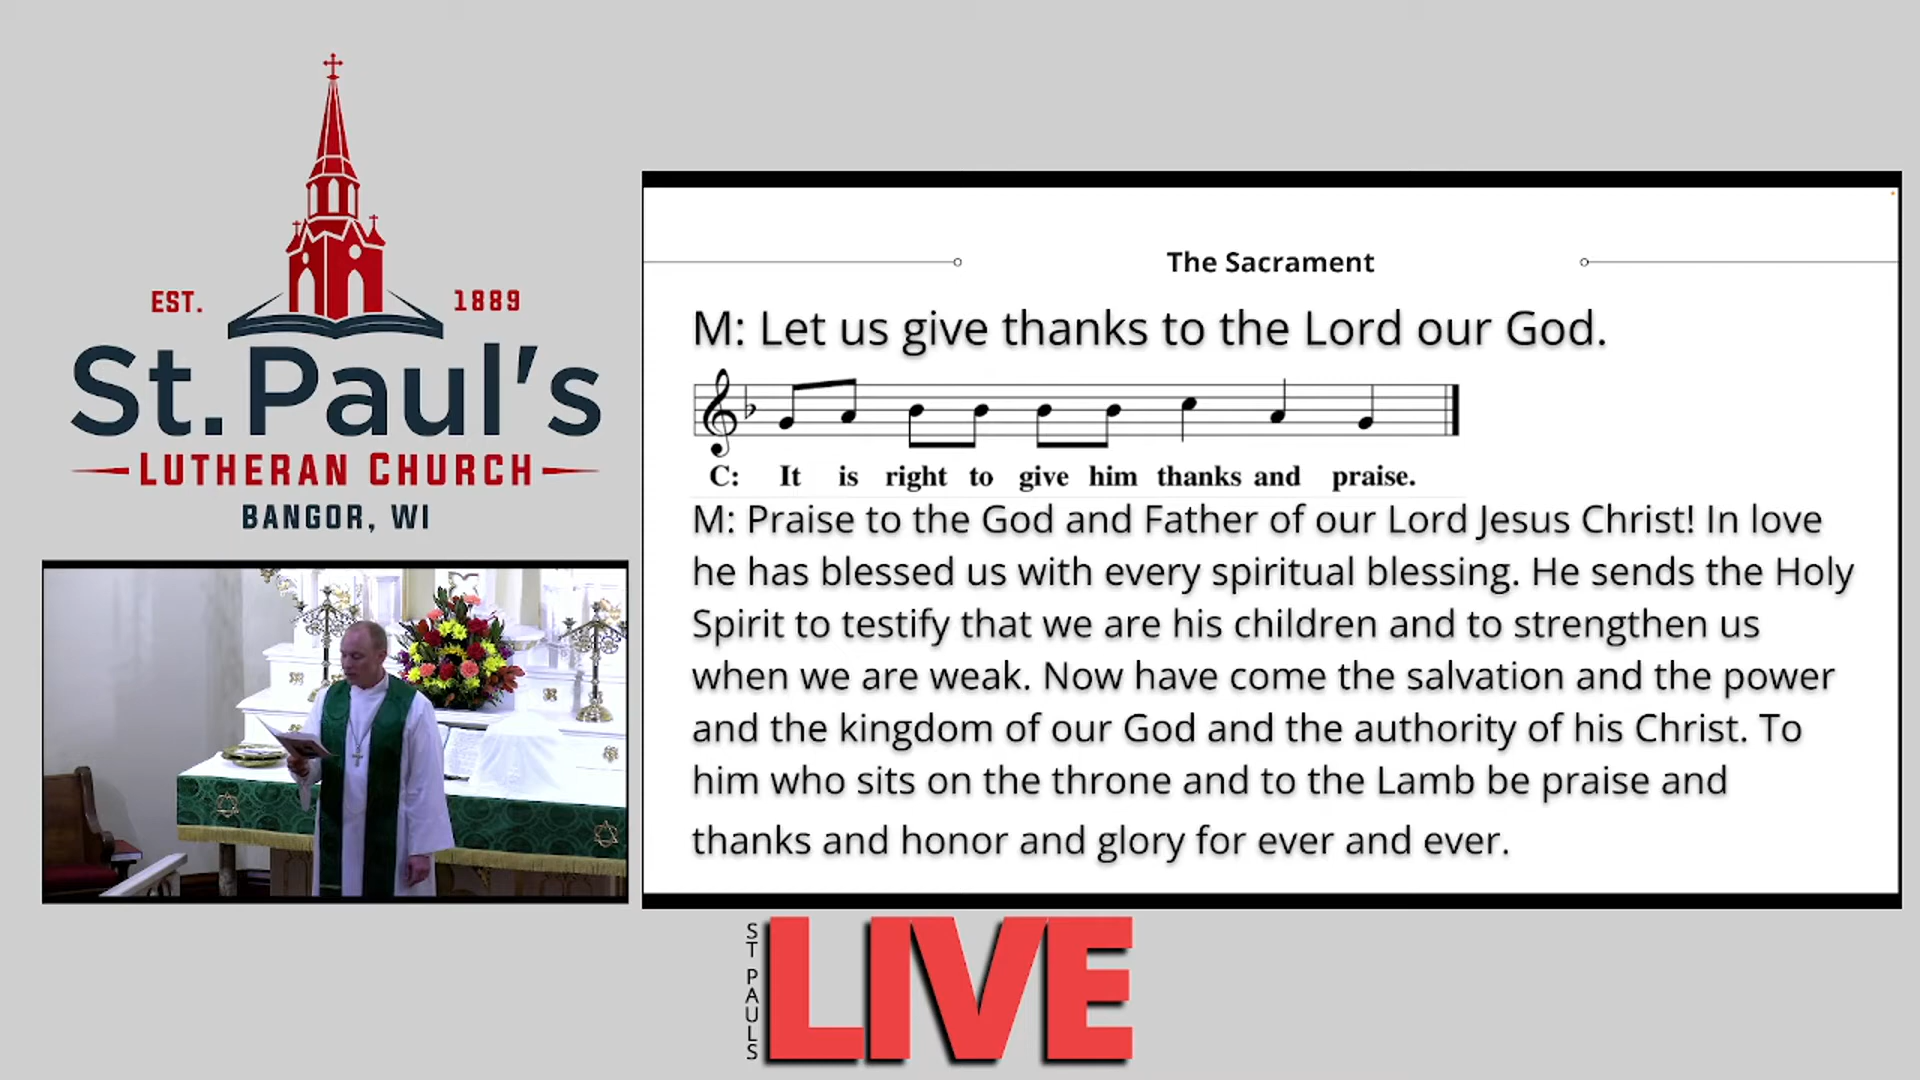 EST. 1889
St.Paul's
LUTHERAN CHURCH
BANGOR, WI
The Sacrament
M: Let us give thanks to the Lord our God.
C: It is right to give him thanks and praise.
M: Praise to the God and Father of our Lord Jesus Christ! In love
he has blessed us with every spiritual blessing. He sends the Holy
Spirit to testify that we are his children and to strengthen us
when we are weak. Now have come the salvation and the power
and the kingdom of our God and the authority of his Christ. To
him who sits on the throne and to the Lamb be praise and
thanks and honor and glory for ever and ever.
ST PAULS
LIVE